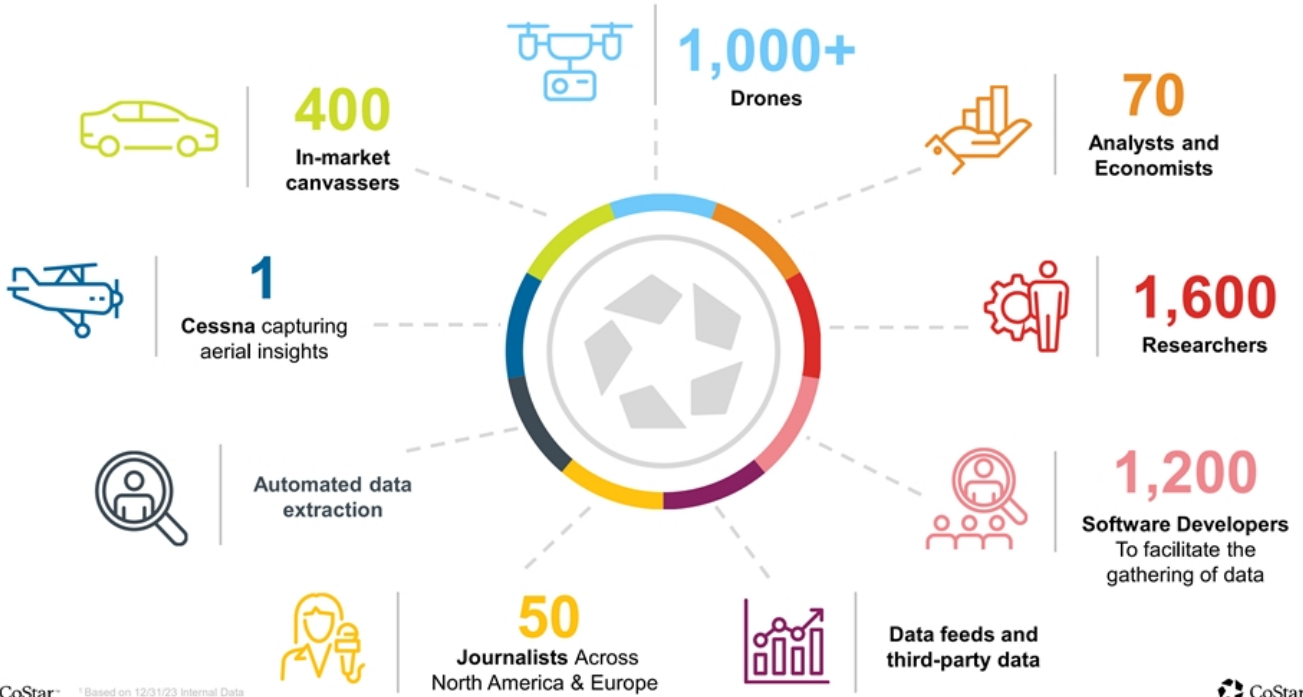 1,000+
Drones
400
In-market
canvassers
70
Analysts and
Economists
1
Cessna capturing
aerial insights
1,600
Researchers
Automated data
extraction
1,200
Software Developers
To facilitate the
gathering of data
50
Journalists Across
North America & Europe
Data feeds and
third-party data
CoStar™ ¹ Based on 12/31/23 Internal Data
CoStar